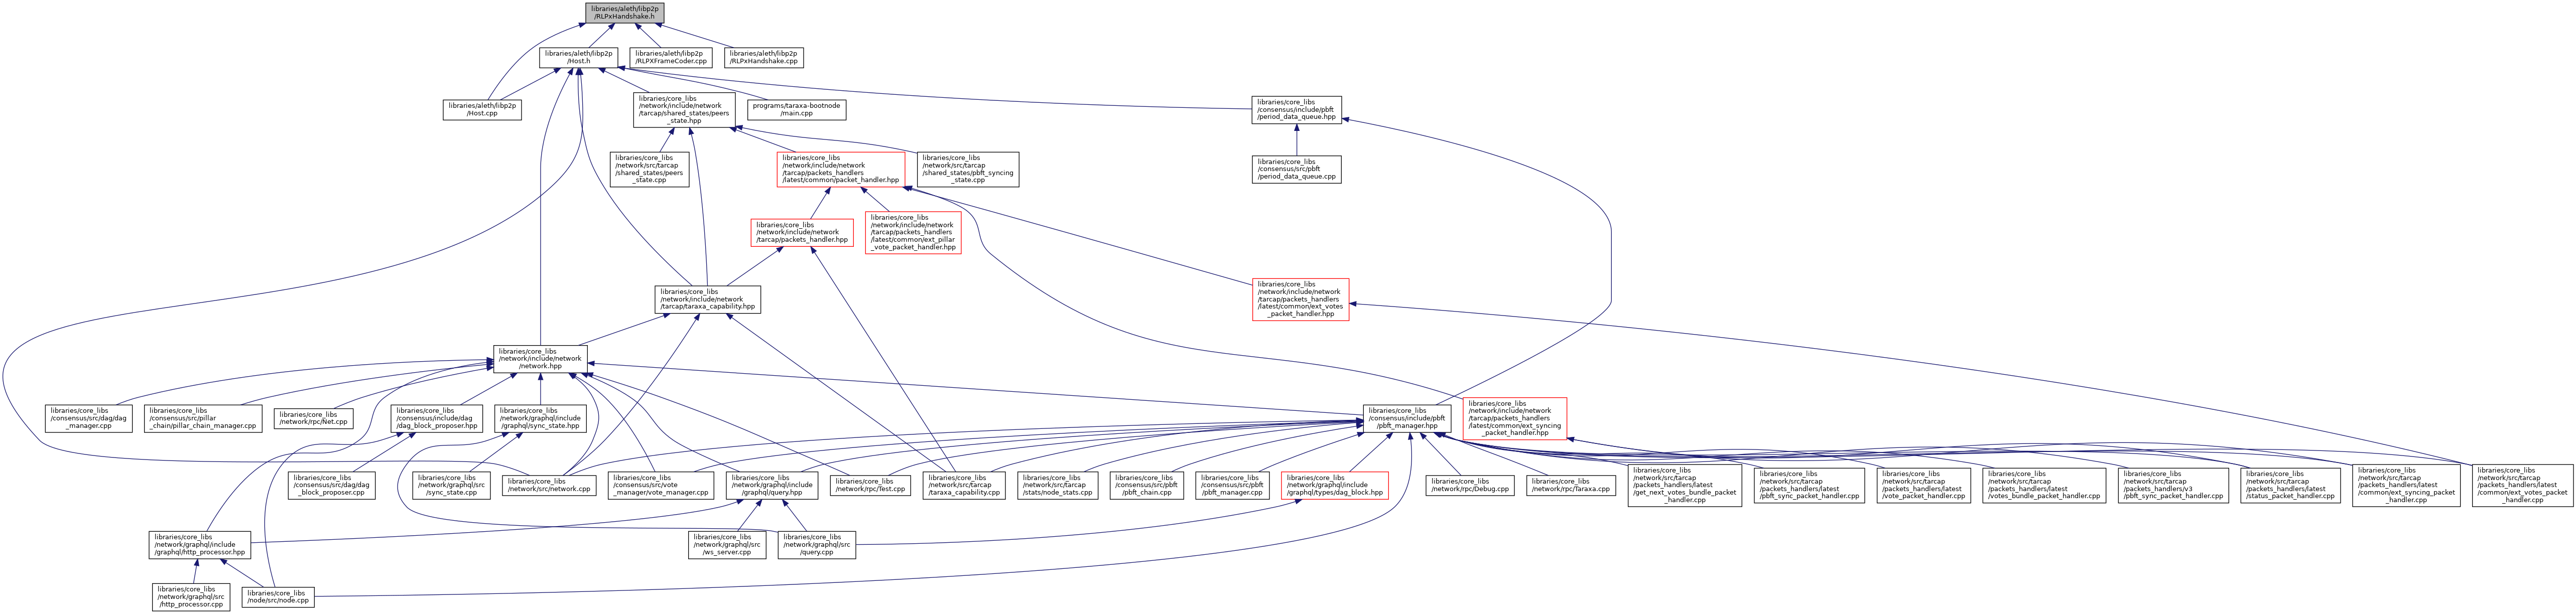 libraries/aleth/libp2p
/RLPxHandshake.h
libraries/aleth/libp2p
/Host.h
libraries/aleth/libp2p
/RLPXFrameCoder.cpp
libraries/aleth/libp2p
/RLPxHandshake.cpp
libraries/aleth/libp2p
/Host.cpp
libraries/core_libs
/network/include/network
/tarcap/shared_states/peers
_state.hpp
programs/taraxa-bootnode
/main.cpp
libraries/core_libs
/consensus/include/pbft
/period_data_queue.hpp
libraries/core_libs
/network/src/tarcap
/shared_states/peers
_state.cpp
libraries/core_libs
/network/include/network
/tarcap/packets_handlers
/latest/common/packet_handler.hpp
libraries/core_libs
/network/src/tarcap
/shared_states/pbft_syncing
_state.cpp
libraries/core_libs
/consensus/src/pbft
/period_data_queue.cpp
libraries/core_libs
/network/include/network
/tarcap/packets_handler.hpp
libraries/core_libs
/network/include/network
/tarcap/packets_handlers
/latest/common/ext_pillar
_vote_packet_handler.hpp
libraries/core_libs
/network/include/network
/tarcap/taraxa_capability.hpp
libraries/core_libs
/network/include/network
/tarcap/packets_handlers
/latest/common/ext_votes
_packet_handler.hpp
libraries/core_libs
/network/include/network
/network.hpp
libraries/core_libs
/consensus/src/dag/dag
_manager.cpp
libraries/core_libs
/consensus/src/pillar
_chain/pillar_chain_manager.cpp
libraries/core_libs
/network/rpc/Net.cpp
libraries/core_libs
/consensus/include/dag
/dag_block_proposer.hpp
libraries/core_libs
/network/graphql/include
/graphql/sync_state.hpp
libraries/core_libs
/consensus/include/pbft
/pbft_manager.hpp
libraries/core_libs
/network/include/network
/tarcap/packets_handlers
/latest/common/ext_syncing
_packet_handler.hpp
libraries/core_libs
/consensus/src/dag/dag
_block_proposer.cpp
libraries/core_libs
/network/graphql/src
/sync_state.cpp
libraries/core_libs
/network/src/network.cpp
libraries/core_libs
/consensus/src/vote
_manager/vote_manager.cpp
libraries/core_libs
/network/graphql/include
/graphql/query.hpp
libraries/core_libs
/network/rpc/Test.cpp
libraries/core_libs
/network/src/tarcap
/taraxa_capability.cpp
libraries/core_libs
/network/src/tarcap
/stats/node_stats.cpp
libraries/core_libs
/consensus/src/pbft
/pbft_chain.cpp
libraries/core_libs
/consensus/src/pbft
/pbft_manager.cpp
libraries/core_libs
/network/graphql/include
/graphql/types/dag_block.hpp
libraries/core_libs
/network/rpc/Debug.cpp
libraries/core_libs
/network/rpc/Taraxa.cpp
libraries/core_libs
/network/src/tarcap
/packets_handlers/latest
/get_next_votes_bundle_packet
_handler.cpp
libraries/core_libs
/network/src/tarcap
/packets_handlers/latest
/pbft_sync_packet_handler.cpp
libraries/core_libs
/network/src/tarcap
/packets_handlers/latest
/vote_packet_handler.cpp
libraries/core_libs
/network/src/tarcap
/packets_handlers/latest
/votes_bundle_packet_handler.cpp
libraries/core_libs
/network/src/tarcap
/packets_handlers/v3
/pbft_sync_packet_handler.cpp
libraries/core_libs
/network/src/tarcap
/packets_handlers/latest
/status_packet_handler.cpp
libraries/core_libs
/network/src/tarcap
/packets_handlers/latest
/common/ext_syncing_packet
_handler.cpp
libraries/core_libs
/network/src/tarcap
/packets_handlers/latest
/common/ext_votes_packet
_handler.cpp
libraries/core_libs
/network/graphql/include
/graphql/http_processor.hpp
libraries/core_libs
/network/graphql/src
/ws_server.cpp
libraries/core_libs
/network/graphql/src
/query.cpp
libraries/core_libs
/network/graphql/src
/http_processor.cpp
libraries/core_libs
/node/src/node.cpp